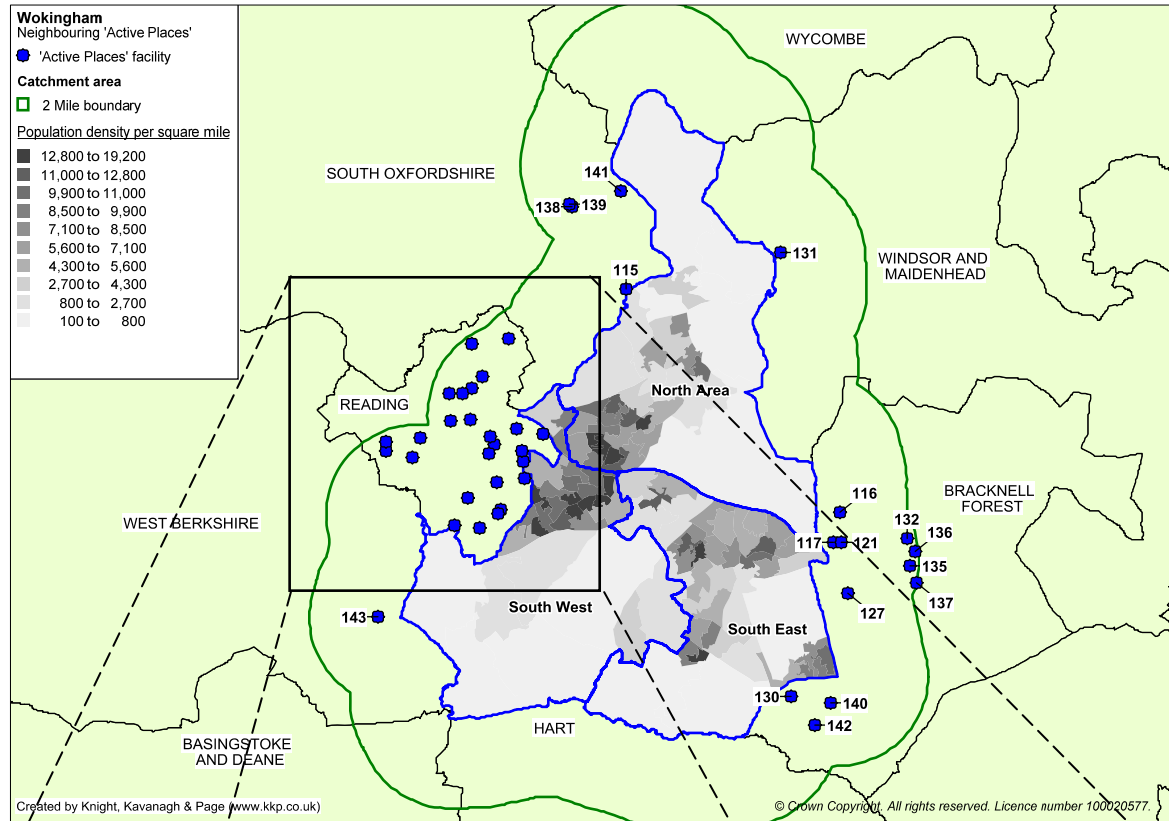 Wokingham
Neighbouring 'Active Places'
'Active Places' facility
Catchment area
2 Mile boundary
Population density per square mile
12,800 to 19,200
11,000 to 12,800
9,900 to 11,000
8,500 to 9,900
7,100 to 8,500
5,600 to 7,100
4,300 to 5,600
2,700 to 4,300
800 to 2,700
100 to 800
WYCOMBE
SOUTH OXFORDSHIRE
141
138
139
131
WINDSOR AND
MAIDENHEAD
115
North Area
READING
116
BRACKNELL
FOREST
WEST BERKSHIRE
132
136
117
121
135
137
127
South West
143
South East
130
140
142
HART
BASINGSTOKE
AND DEANE
Created by Knight, Kavanagh & Page (www.kkp.co.uk)
© Crown Copyright. All rights reserved. Licence number 100020577.